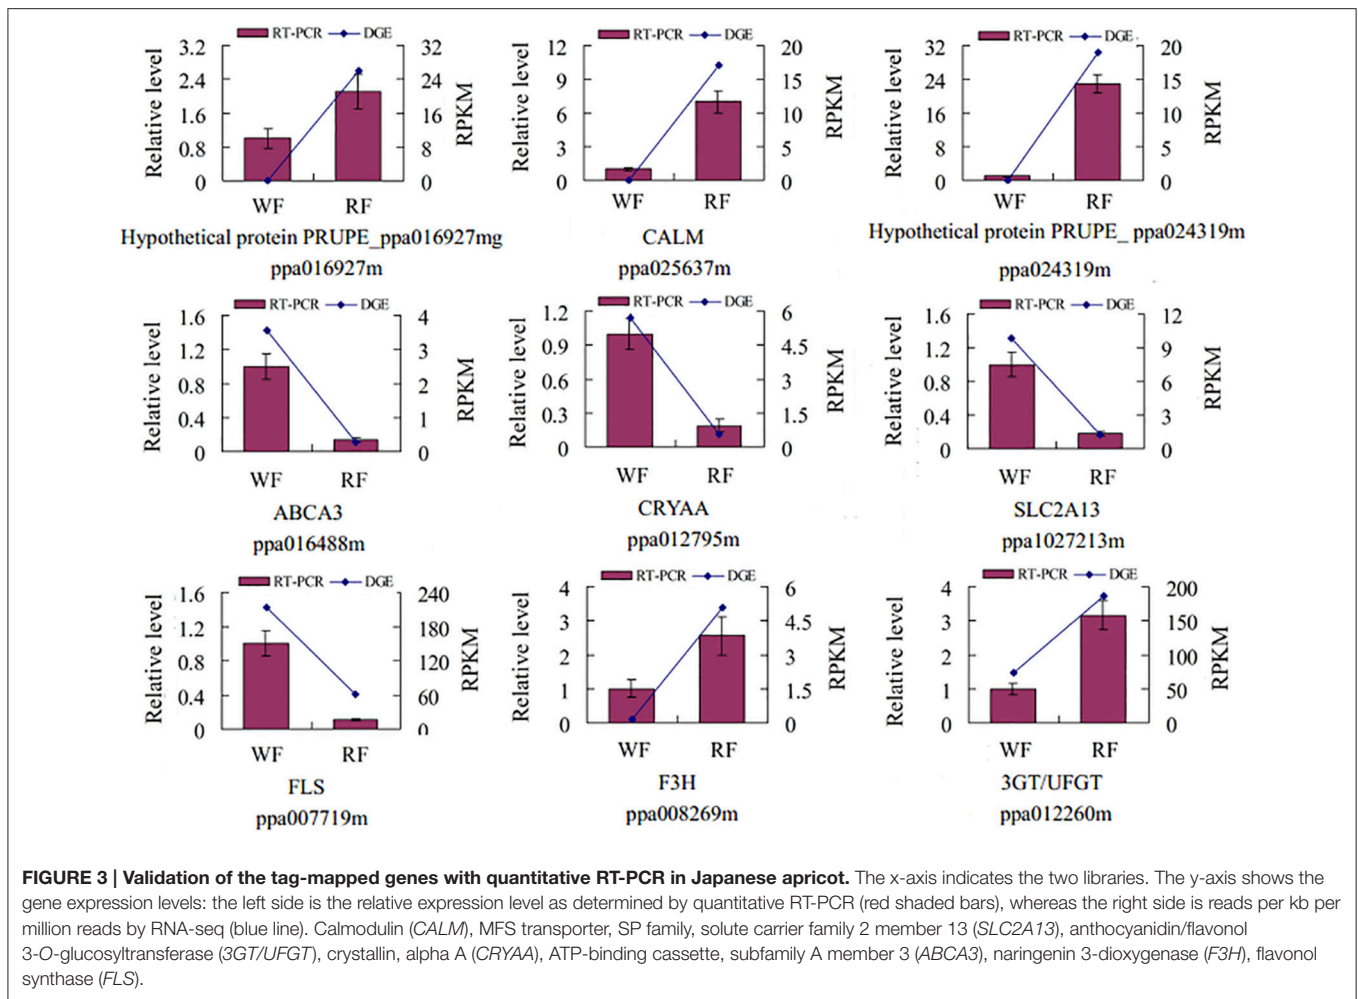 RT-PCR DGE
Relative level
3.2
2.4
1.6
0.8
0
32
24
16
8
0
RPKM
WF RF
Hypothetical protein PRUPE_ppa016927mg
ppa016927m
RT-PCR DGE
Relative level
12
9
6
3
0
20
15
10
5
0
RPKM
WF RF
CALM
ppa025637m
RT-PCR DGE
Relative level
32
24
16
8
0
20
15
10
5
0
RPKM
WF RF
Hypothetical protein PRUPE_ ppa024319m
ppa024319m
RT-PCR DGE
Relative level
1.6
1.2
0.8
0.4
0
4
3
2
1
0
RPKM
WF RF
ABCA3
ppa016488m
RT-PCR DGE
Relative level
1.2
0.9
0.6
0.3
0
6
4.5
3
1.5
0
RPKM
WF RF
CRYAA
ppa012795m
RT-PCR DGE
Relative level
1.6
1.2
0.8
0.4
0
12
9
6
3
0
RPKM
WF RF
SLC2A13
ppa1027213m
RT-PCR DGE
Relative level
1.6
1.2
0.8
0.4
0
240
180
120
60
0
RPKM
WF RF
FLS
ppa007719m
RT-PCR DGE
Relative level
4
3
2
1
0
6
4.5
3
1.5
0
RPKM
WF RF
F3H
ppa008269m
RT-PCR DGE
Relative level
4
3
2
1
0
200
150
100
50
0
RPKM
WF RF
3GT/UFGT
ppa012260m
FIGURE 3 | Validation of the tag-mapped genes with quantitative RT-PCR in Japanese apricot. The x-axis indicates the two libraries. The y-axis shows the
gene expression levels: the left side is the relative expression level as determined by quantitative RT-PCR (red shaded bars), whereas the right side is reads per kb per
million reads by RNA-seq (blue line). Calmodulin (CALM), MFS transporter, SP family, solute carrier family 2 member 13 (SLC2A13), anthocyanidin/flavonol
3-O-glucosyltransferase (3GT/UFGT), crystallin, alpha A (CRYAA), ATP-binding cassette, subfamily A member 3 (ABCA3), naringenin 3-dioxygenase (F3H), flavonol
synthase (FLS).